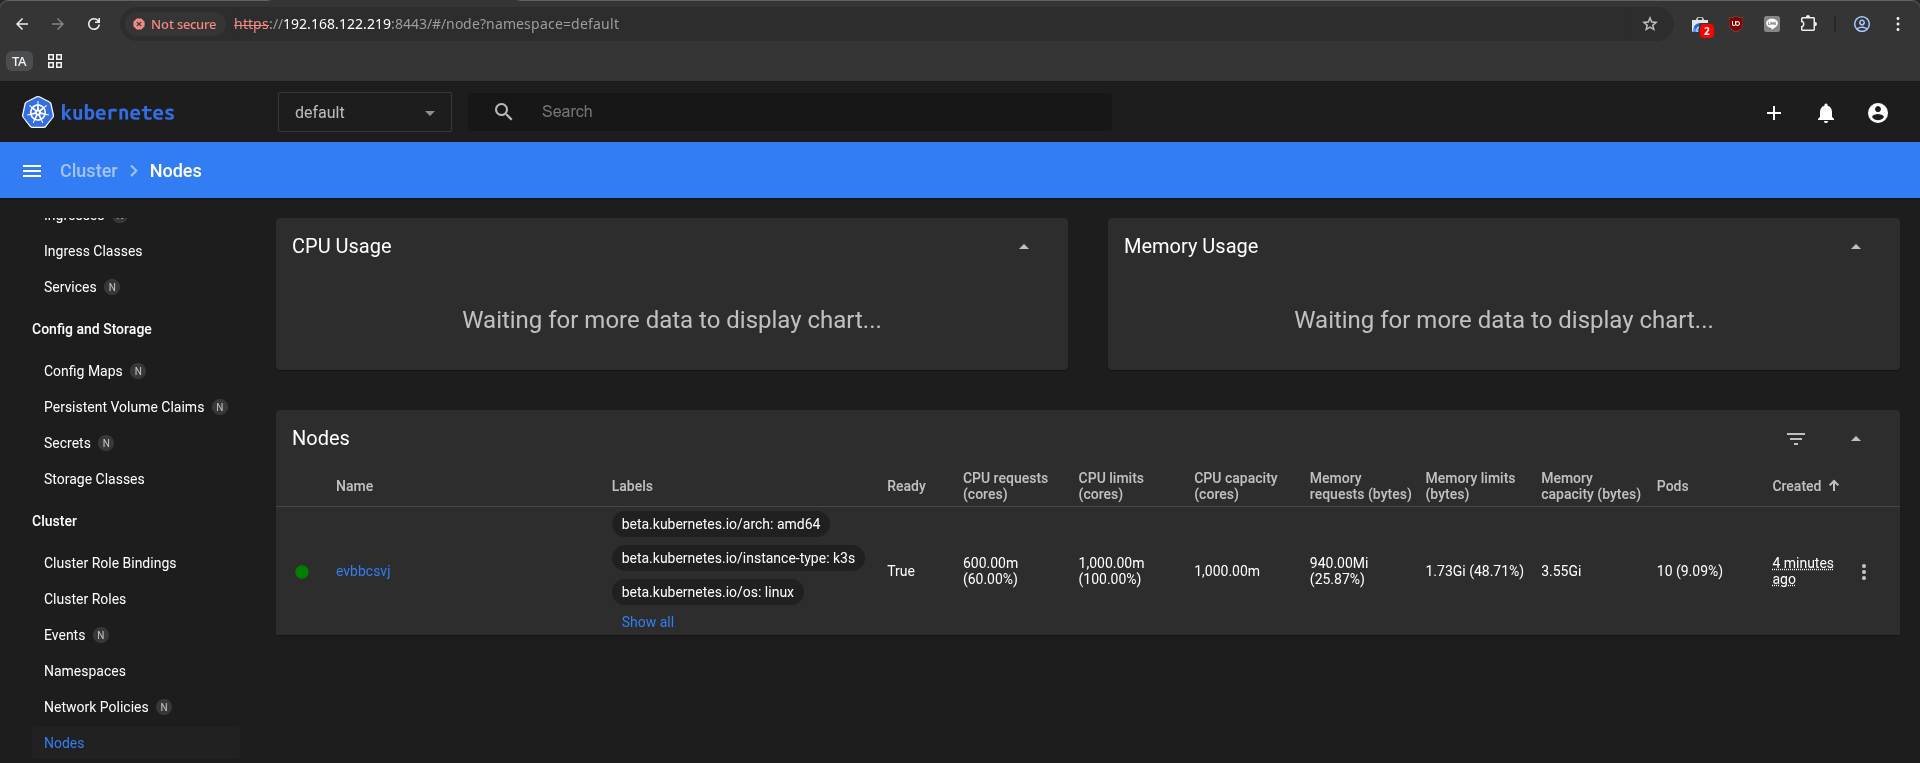 Not secure https://192.168.122.219:8443/#/node?namespace=default
2
TA
kubernetes default Search
Cluster Nodes
Ingresses
Ingress Classes
Services N
Config and Storage
Config Maps N
Persistent Volume Claims N
Secrets N
Storage Classes
Cluster
Cluster Role Bindings
Cluster Roles
Events N
Namespaces
Network Policies N
Nodes
CPU Usage
Waiting for more data to display chart...
Memory Usage
Waiting for more data to display chart...
Nodes
Name
Labels
Ready
CPU requests
(cores)
CPU limits
(cores)
CPU capacity
(cores)
Memory
requests (bytes)
Memory limits
(bytes)
Memory
capacity (bytes)
Pods
Created
evbbcsvj
beta.kubernetes.io/arch: amd64
beta.kubernetes.io/instance-type: k3s
beta.kubernetes.io/os: linux
Show all
True
600.00m
(60.00%)
1,000.00m
(100.00%)
1,000.00m
940.00Mi
(25.87%)
1.73Gi (48.71%)
3.55Gi
10 (9.09%)
4 minutes
ago